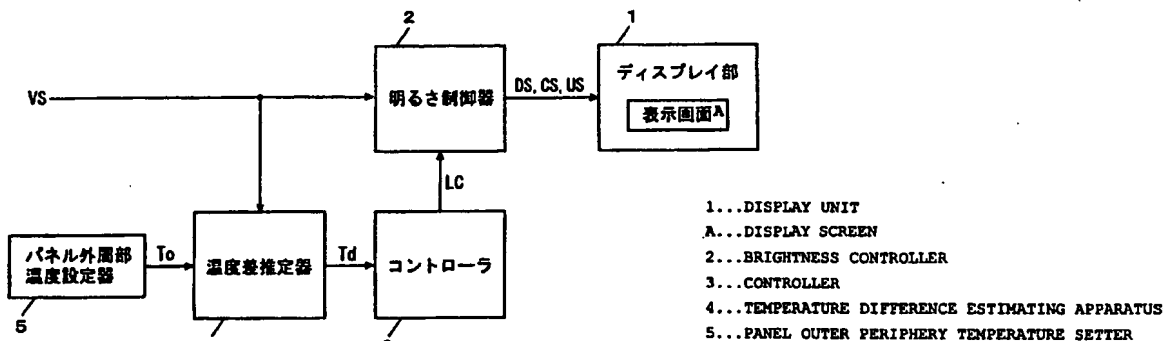 2
1
VS
明るさ制御器
DS, CS, US
ディスプレイ部
表示画面A
LC
パネル外周部
温度設定器
To
温度差推定器
Td
コントローラ
5
1...DISPLAY UNIT
A...DISPLAY SCREEN
2...BRIGHTNESS CONTROLLER
3...CONTROLLER
4...TEMPERATURE DIFFERENCE ESTIMATING APPARATUS
5...PANEL OUTER PERIPHERY TEMPERATURE SETTER